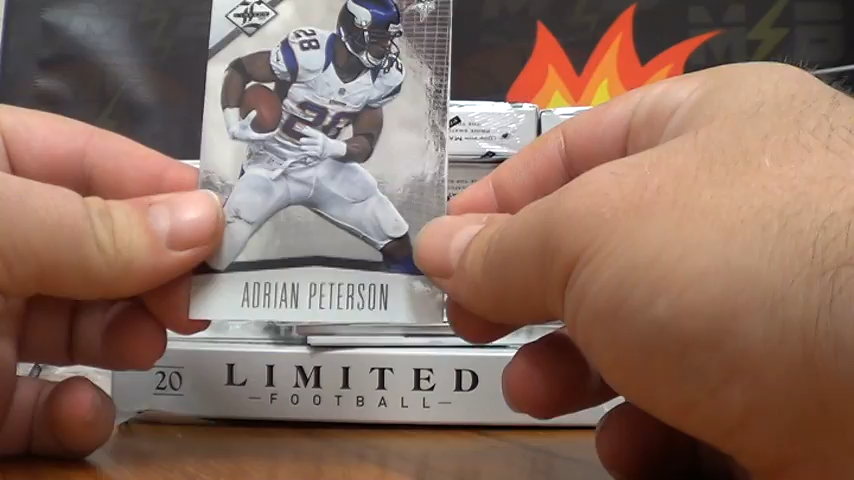 28
28
ADRIAN PETERSON
20
LIMITED
—FOOTBALL—